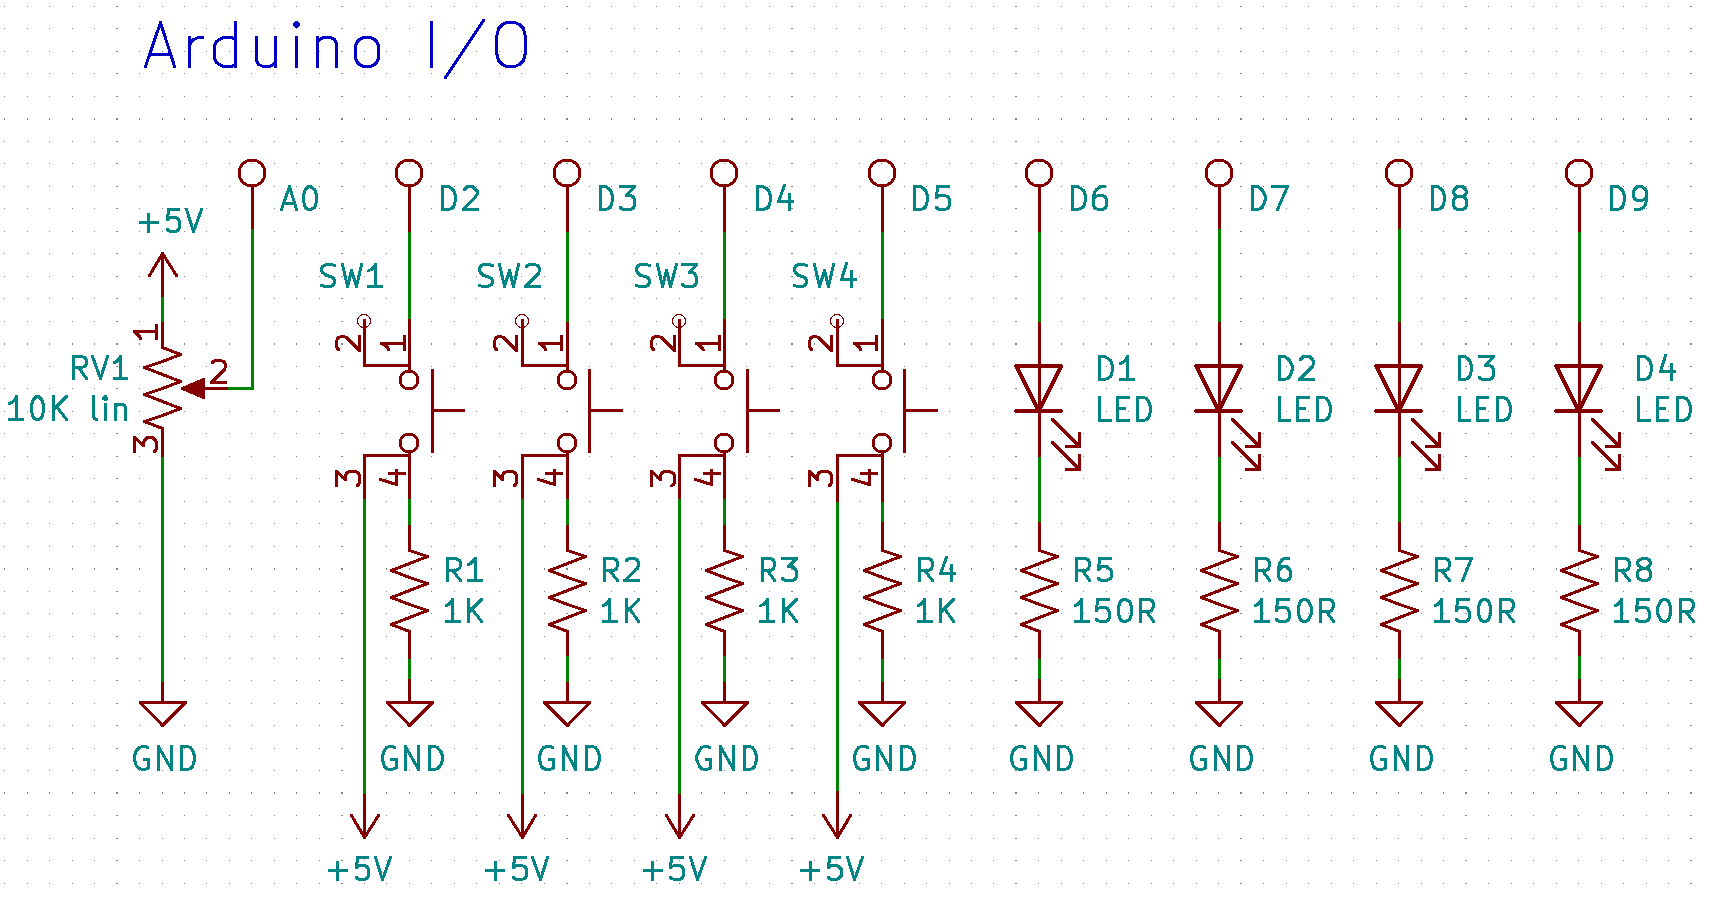 Arduino I/O
A0 D2 D3 D4 D5 D6 D7 D8 D9
+5V
SW1 SW2 SW3 SW4
1 2 1 2 1 2 1 2 1
RV1 2 D1 D2 D3 D4
10K lin LED LED LED LED
3 3 4 3 4 3 4 3 4
R1 R2 R3 R4 R5 R6 R7 R8
1K 1K 1K 1K 150R 150R 150R 150R
GND GND GND GND GND GND GND GND GND
+5V +5V +5V +5V